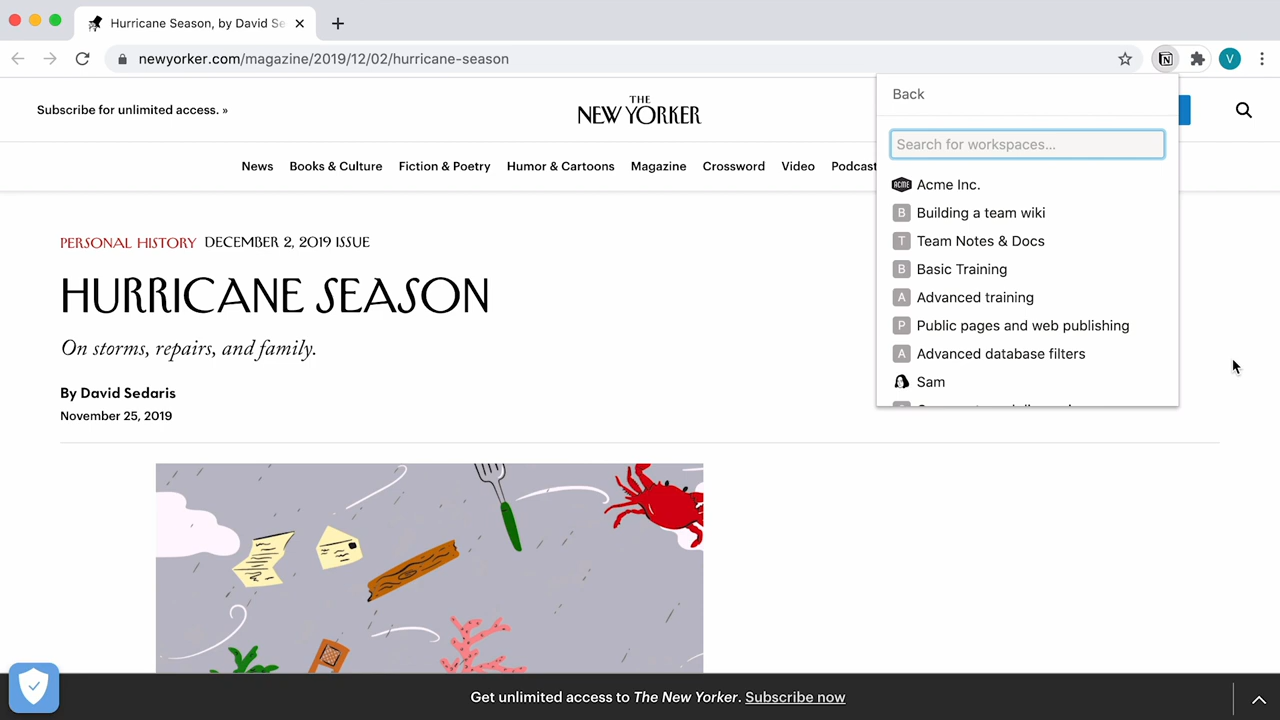 Hurricane Season, by David Se
newyorker.com/magazine/2019/12/02/hurricane-season
V
Back
Subscribe for unlimited access. »
THE
NEW YORKER
Search for workspaces...
News Books & Culture Fiction & Poetry Humor & Cartoons Magazine Crossword Video Podcast
ACME Acme Inc.
B Building a team wiki
T Team Notes & Docs
B Basic Training
A Advanced training
P Public pages and web publishing
A Advanced database filters
Sam
PERSONAL HISTORY DECEMBER 2, 2019 ISSUE
HURRICANE SEASON
On storms, repairs, and family.
By David Sedaris
November 25, 2019
Get unlimited access to The New Yorker. Subscribe now